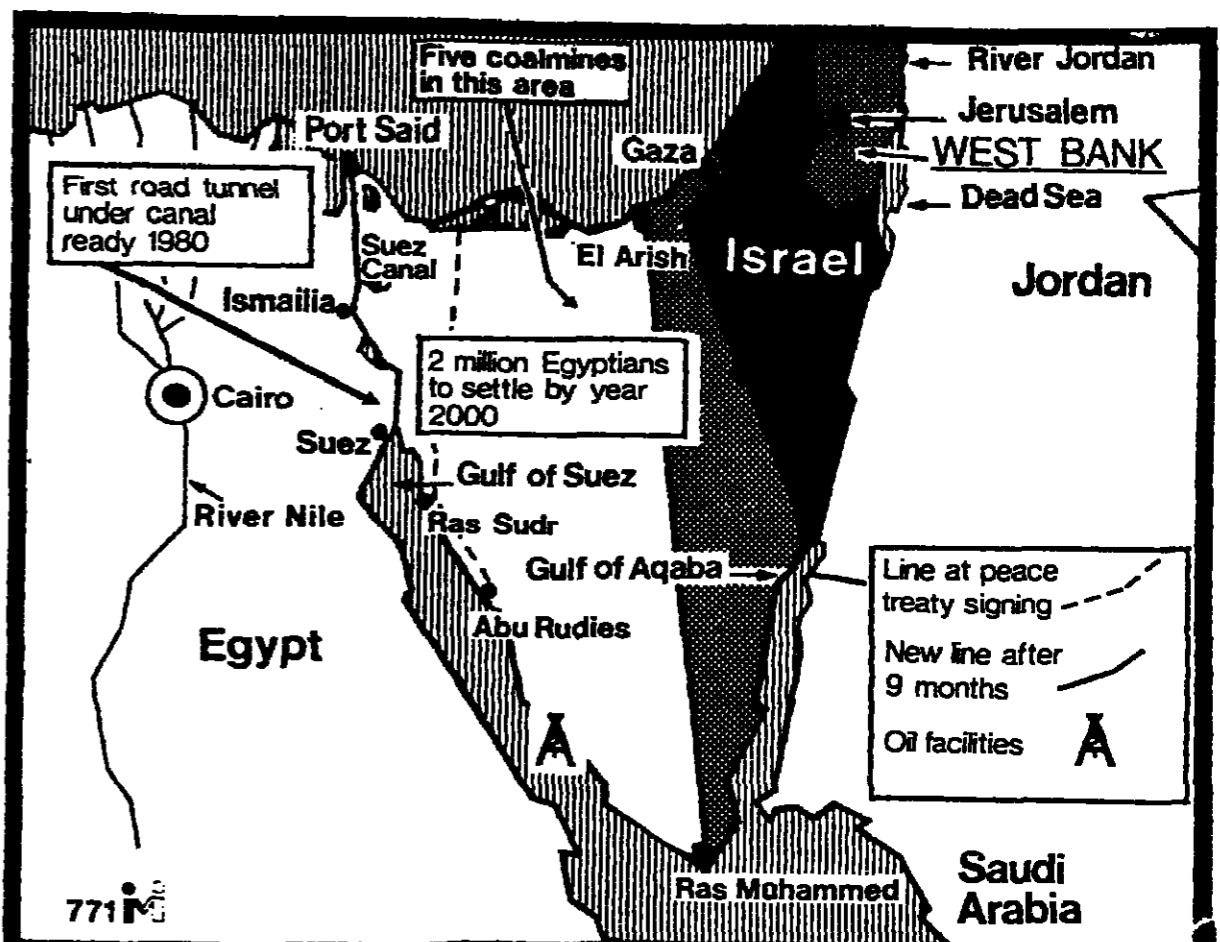 Five coalmines
in this area
River Jordan
Jerusalem
WEST BANK
Dead Sea
Port Said
Gaza
First road tunnel
under canal
ready 1980
Suez
Canal
El Arish
Israel
Jordan
Ismailia
2 million Egyptians
to settle by year
2000
Cairo
Suez
Gulf of Suez
River Nile
Ras Sudr
Gulf of Aqaba
Abu Rudies
Egypt
Line at peace
treaty signing
New line after
9 months
Oil facilities
Ras Mohammed
Saudi
Arabia
771